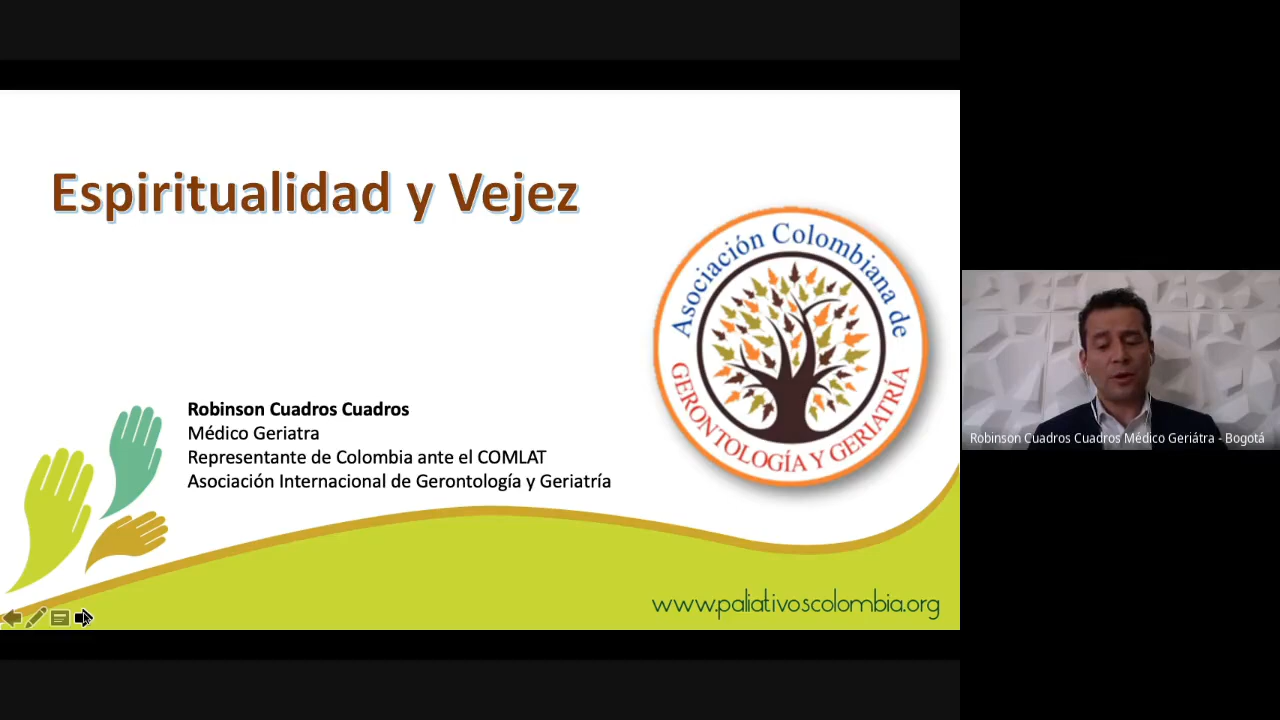 Espiritualidad y Vejez
Asociación Colombiana de
GERONTOLOGÍA Y GERIATRÍA
Robinson Cuadros Cuadros
Médico Geriatra
Representante de Colombia ante el COMLAT
Asociación Internacional de Gerontología y Geriatría
www.paliativoscolombia.org
Robinson Cuadros Cuadros Médico Geriátra - Bogotá